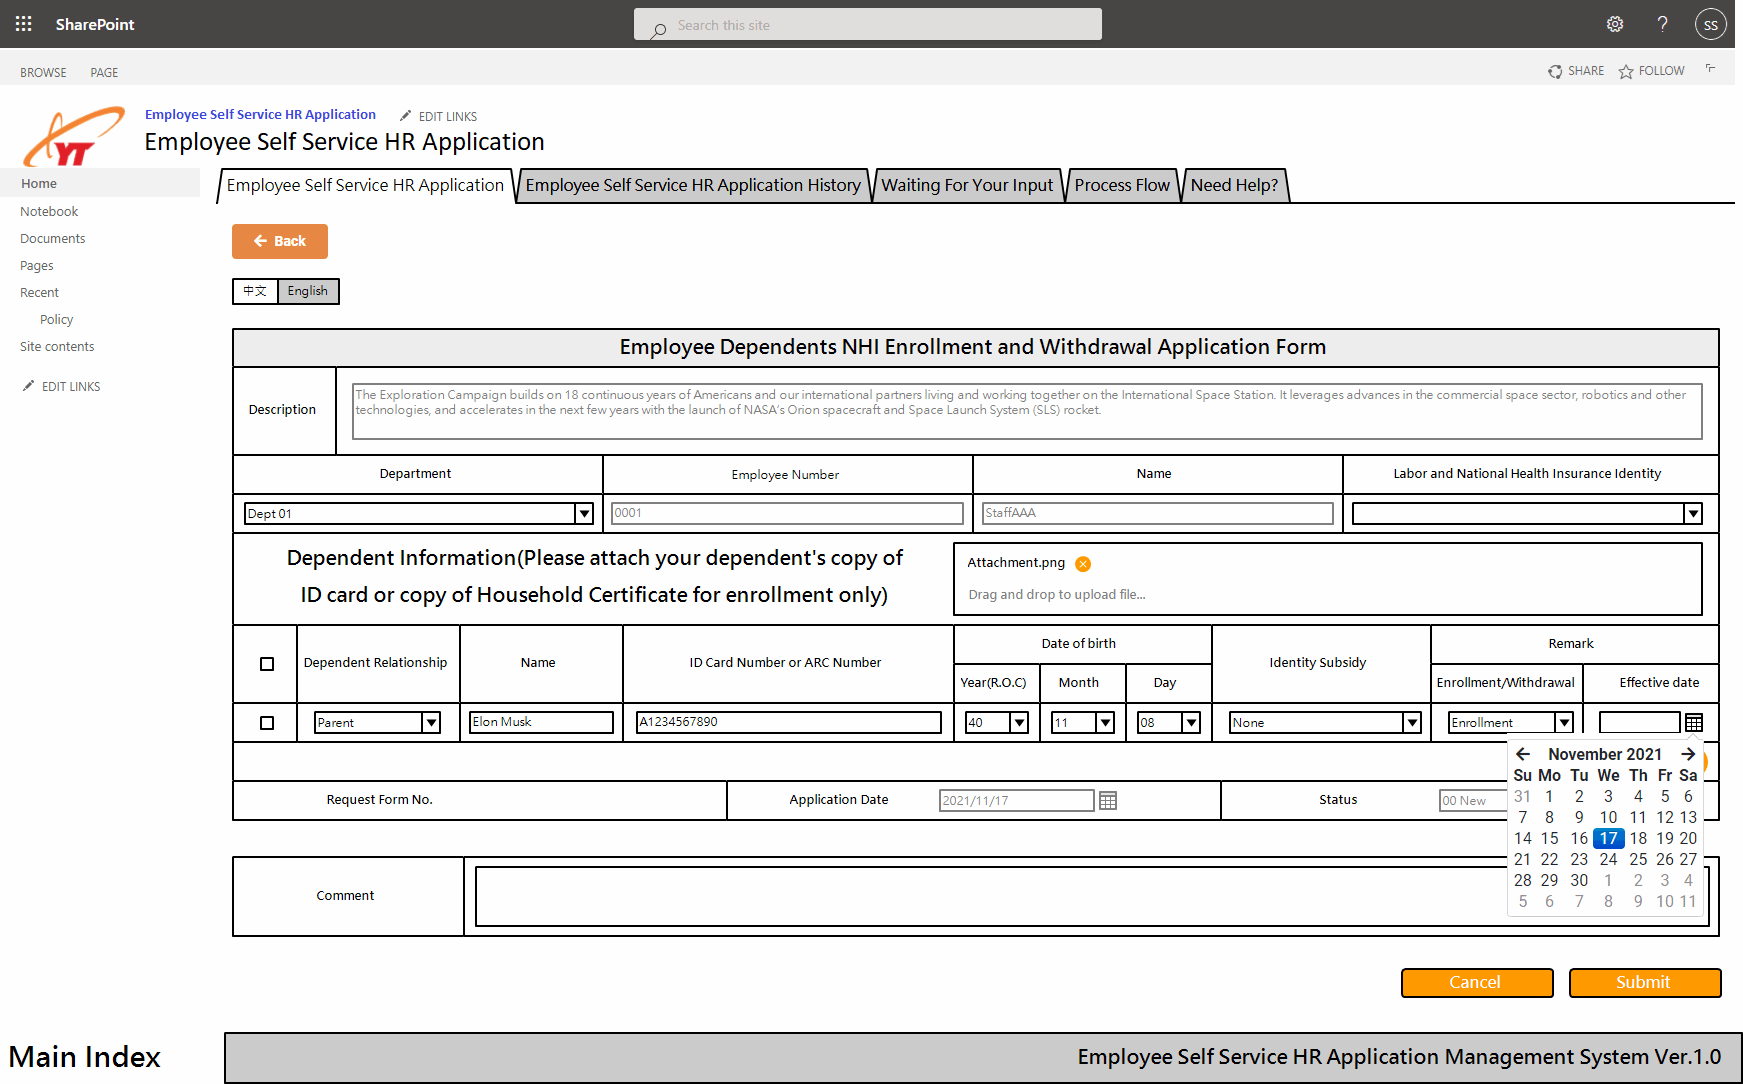 SharePoint
Search this site
? SS
BROWSE PAGE
SHARE FOLLOW
YT
Employee Self Service HR Application
EDIT LINKS
Employee Self Service HR Application
Home
Notebook
Documents
Pages
Recent
Policy
Site contents
EDIT LINKS
Employee Self Service HR Application Employee Self Service HR Application History Waiting For Your Input Process Flow Need Help?
Back
中文 English
Employee Dependents NHI Enrollment and Withdrawal Application Form
Description
The Exploration Campaign builds on 18 continuous years of Americans and our international partners living and working together on the International Space Station. It leverages advances in the commercial space sector, robotics and other
technologies, and accelerates in the next few years with the launch of NASA's Orion spacecraft and Space Launch System (SLS) rocket.
Department Employee Number Name Labor and National Health Insurance Identity
Dept 01 0001 StaffAAA
Dependent Information(Please attach your dependent's copy of
ID card or copy of Household Certificate for enrollment only)
Attachment.png
Drag and drop to upload file...
Dependent Relationship Name ID Card Number or ARC Number Date of birth Identity Subsidy Remark
Year(R.O.C) Month Day Enrollment/Withdrawal Effective date
Parent Elon Musk A1234567890 40 11 08 None Enrollment
November 2021
Su Mo Tu We Th Fr Sa
31 1 2 3 4 5 6
7 8 9 10 11 12 13
14 15 16 17 18 19 20
21 22 23 24 25 26 27
28 29 30 1 2 3 4
5 6 7 8 9 10 11
Request Form No. Application Date 2021/11/17 Status 00 New
Comment
Cancel Submit
Main Index
Employee Self Service HR Application Management System Ver.1.0